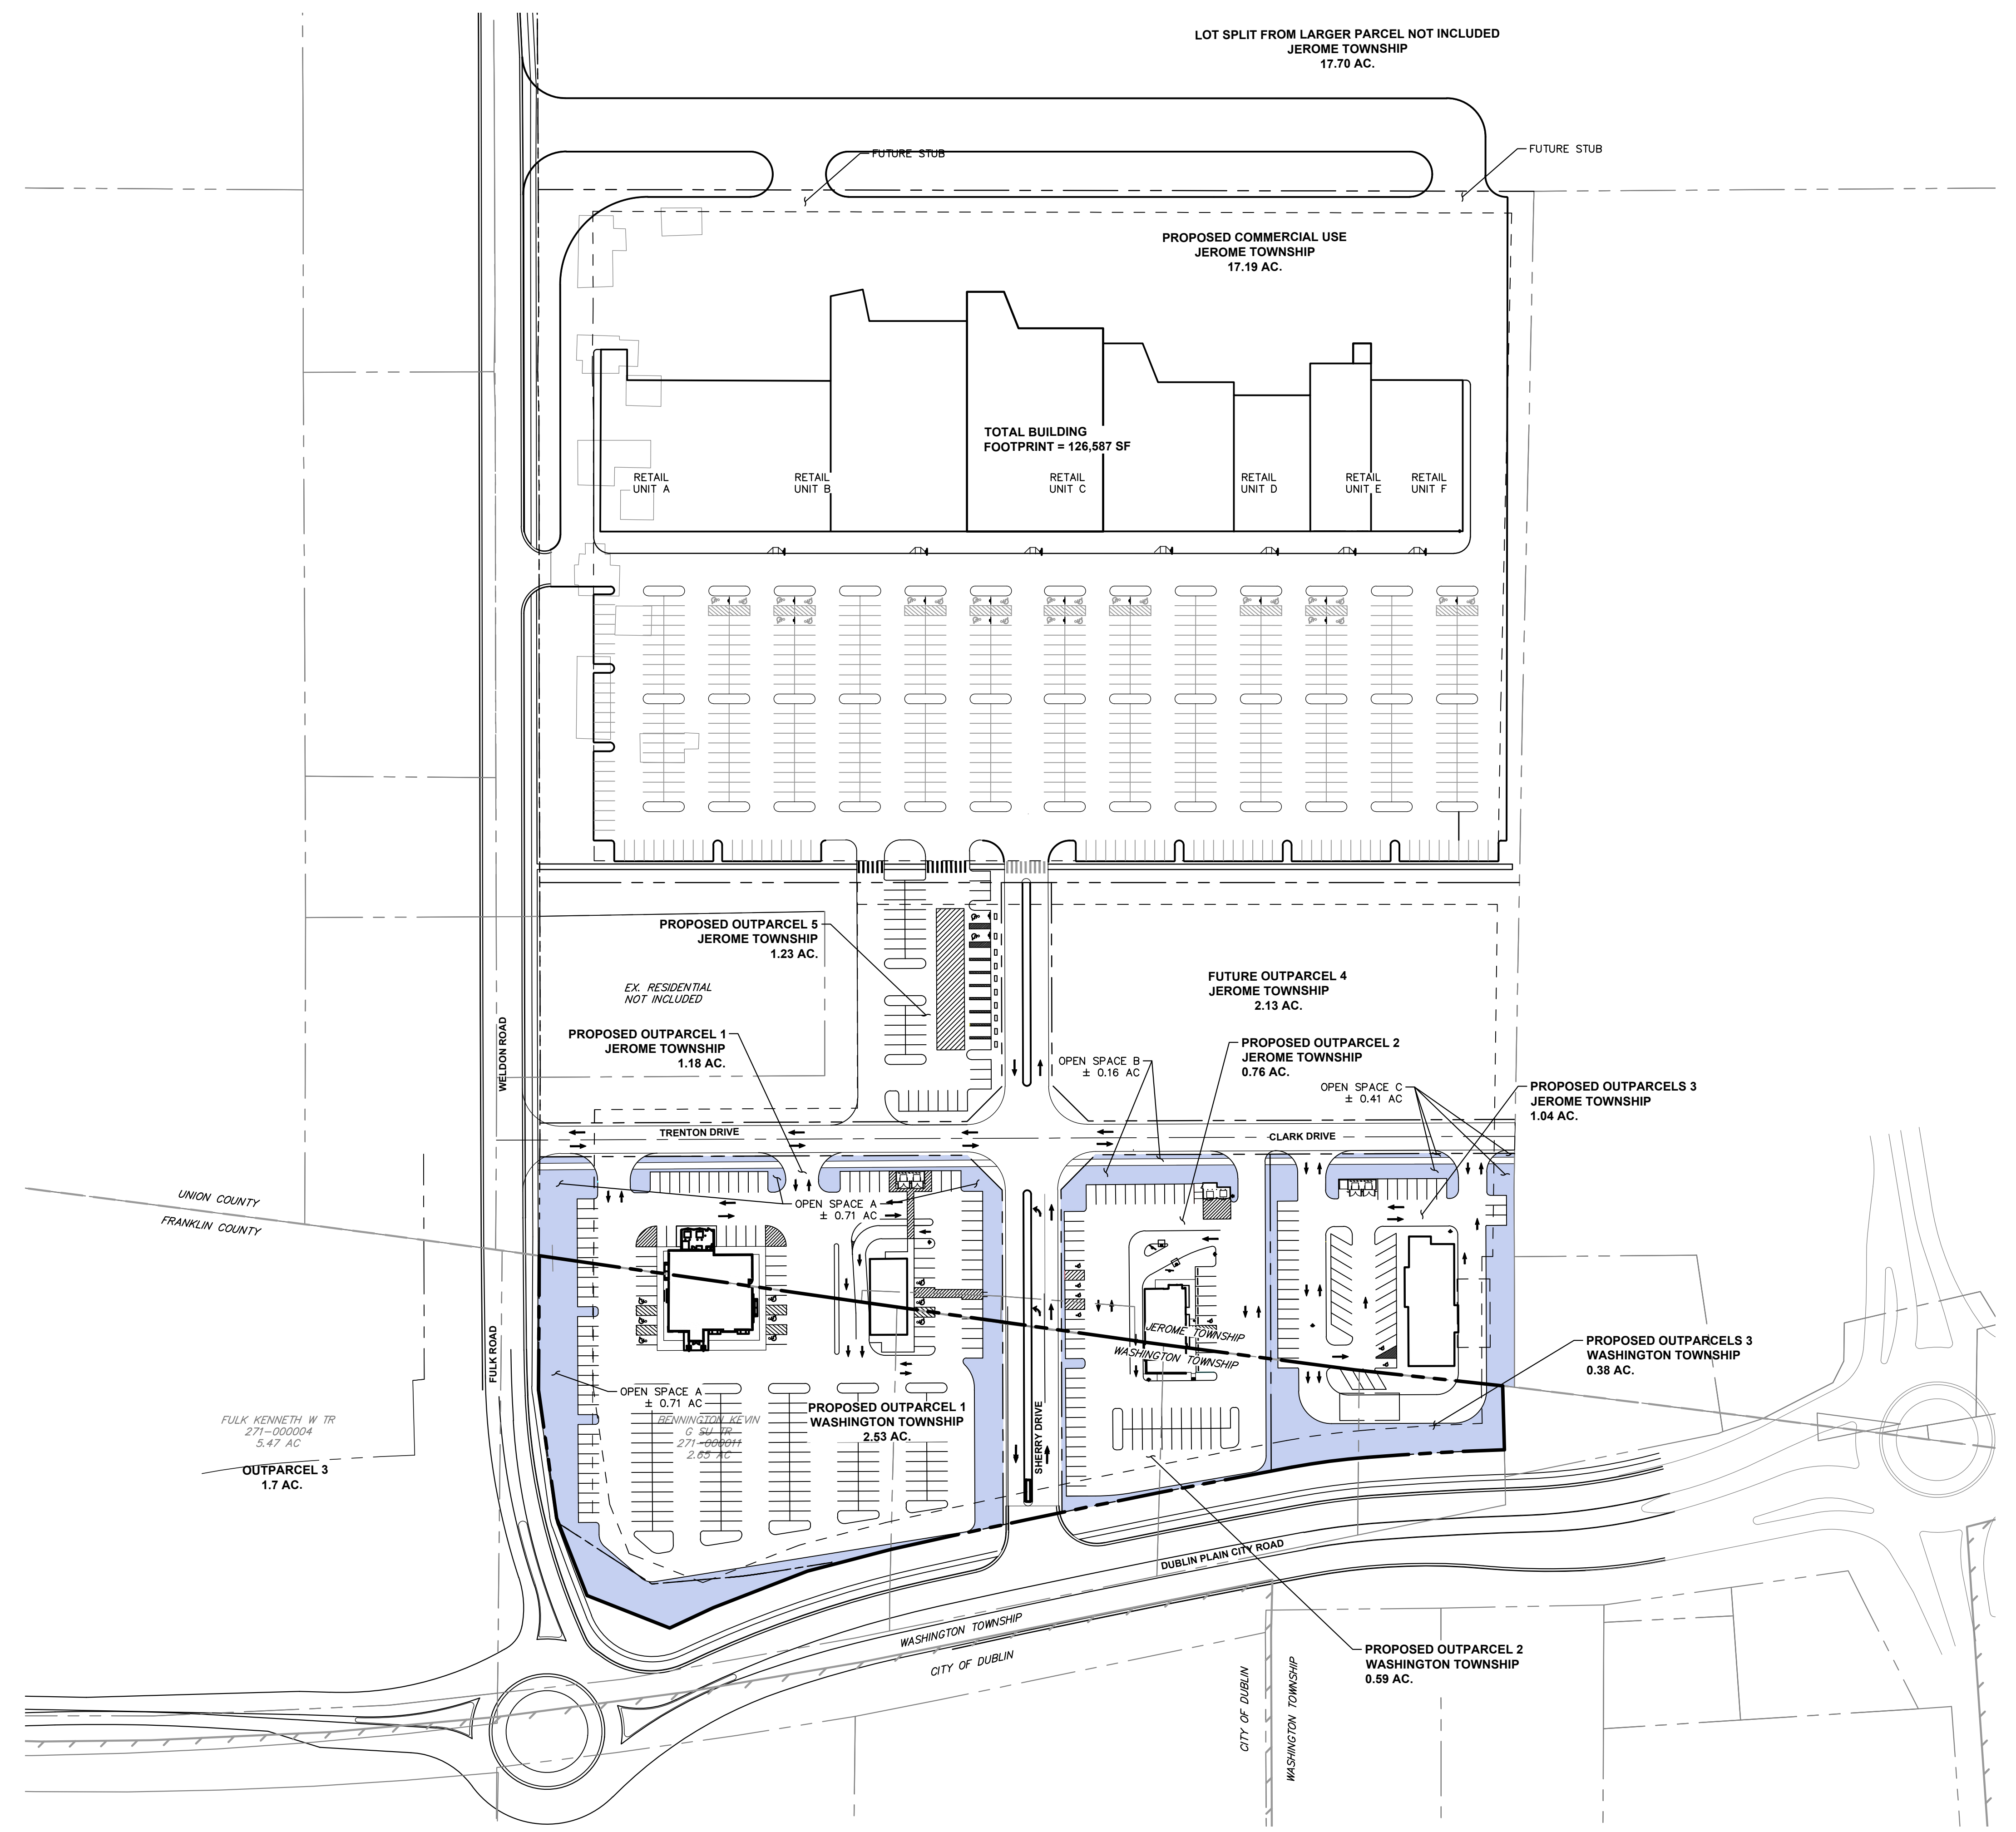 LOT SPLIT FROM LARGER PARCEL NOT INCLUDED
JEROME TOWNSHIP
17.70 AC.
FUTURE STUB
FUTURE STUB
PROPOSED COMMERCIAL USE
JEROME TOWNSHIP
17.19 AC.
TOTAL BUILDING
FOOTPRINT = 126,587 SF
RETAIL
UNIT A
RETAIL
UNIT B
RETAIL
UNIT C
RETAIL
UNIT D
RETAIL
UNIT E
RETAIL
UNIT F
PROPOSED OUTPARCEL 5
JEROME TOWNSHIP
1.23 AC.
EX. RESIDENTIAL
NOT INCLUDED
FUTURE OUTPARCEL 4
JEROME TOWNSHIP
2.13 AC.
WELDON ROAD
PROPOSED OUTPARCEL 1
JEROME TOWNSHIP
1.18 AC.
OPEN SPACE B
± 0.16 AC
PROPOSED OUTPARCEL 2
JEROME TOWNSHIP
0.76 AC.
OPEN SPACE C
± 0.41 AC
PROPOSED OUTPARCELS 3
JEROME TOWNSHIP
1.04 AC.
TRENTON DRIVE
CLARK DRIVE
UNION COUNTY
FRANKLIN COUNTY
OPEN SPACE A
± 0.71 AC
JEROME TOWNSHIP
WASHINGTON TOWNSHIP
PROPOSED OUTPARCELS 3
WASHINGTON TOWNSHIP
0.38 AC.
FULK ROAD
OPEN SPACE A
± 0.71 AC
PROPOSED OUTPARCEL 1
WASHINGTON TOWNSHIP
2.53 AC.
BENNINGTON KEVIN
G SU TR
271-000011
2.65 AC
SHERRY DRIVE
FULK KENNETH W TR
271-000004
5.47 AC
OUTPARCEL 3
1.7 AC.
DUBLIN PLAIN CITY ROAD
WASHINGTON TOWNSHIP
CITY OF DUBLIN
CITY OF DUBLIN
WASHINGTON TOWNSHIP
PROPOSED OUTPARCEL 2
WASHINGTON TOWNSHIP
0.59 AC.